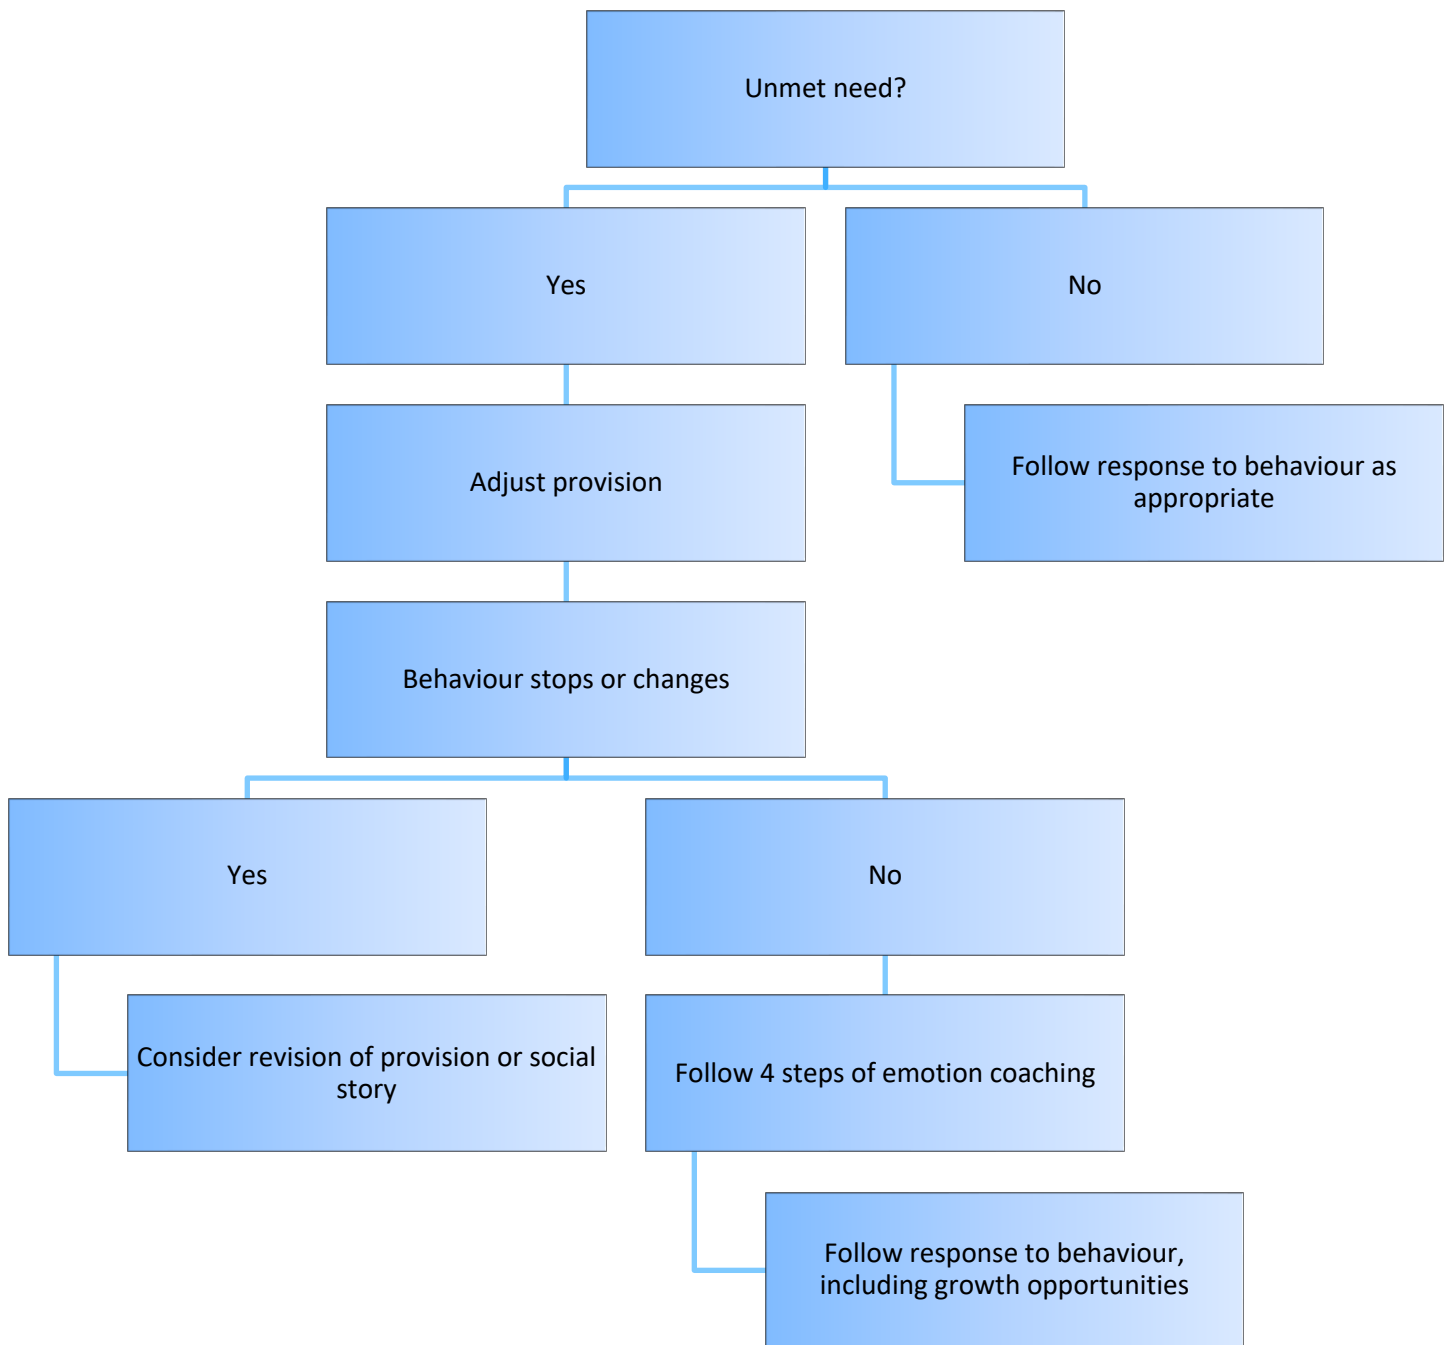 Unmet need?
Yes
No
Adjust provision
Follow response to behaviour as
appropriate
Behaviour stops or changes
Yes
No
Consider revision of provision or social
story
Follow 4 steps of emotion coaching
Follow response to behaviour,
including growth opportunities